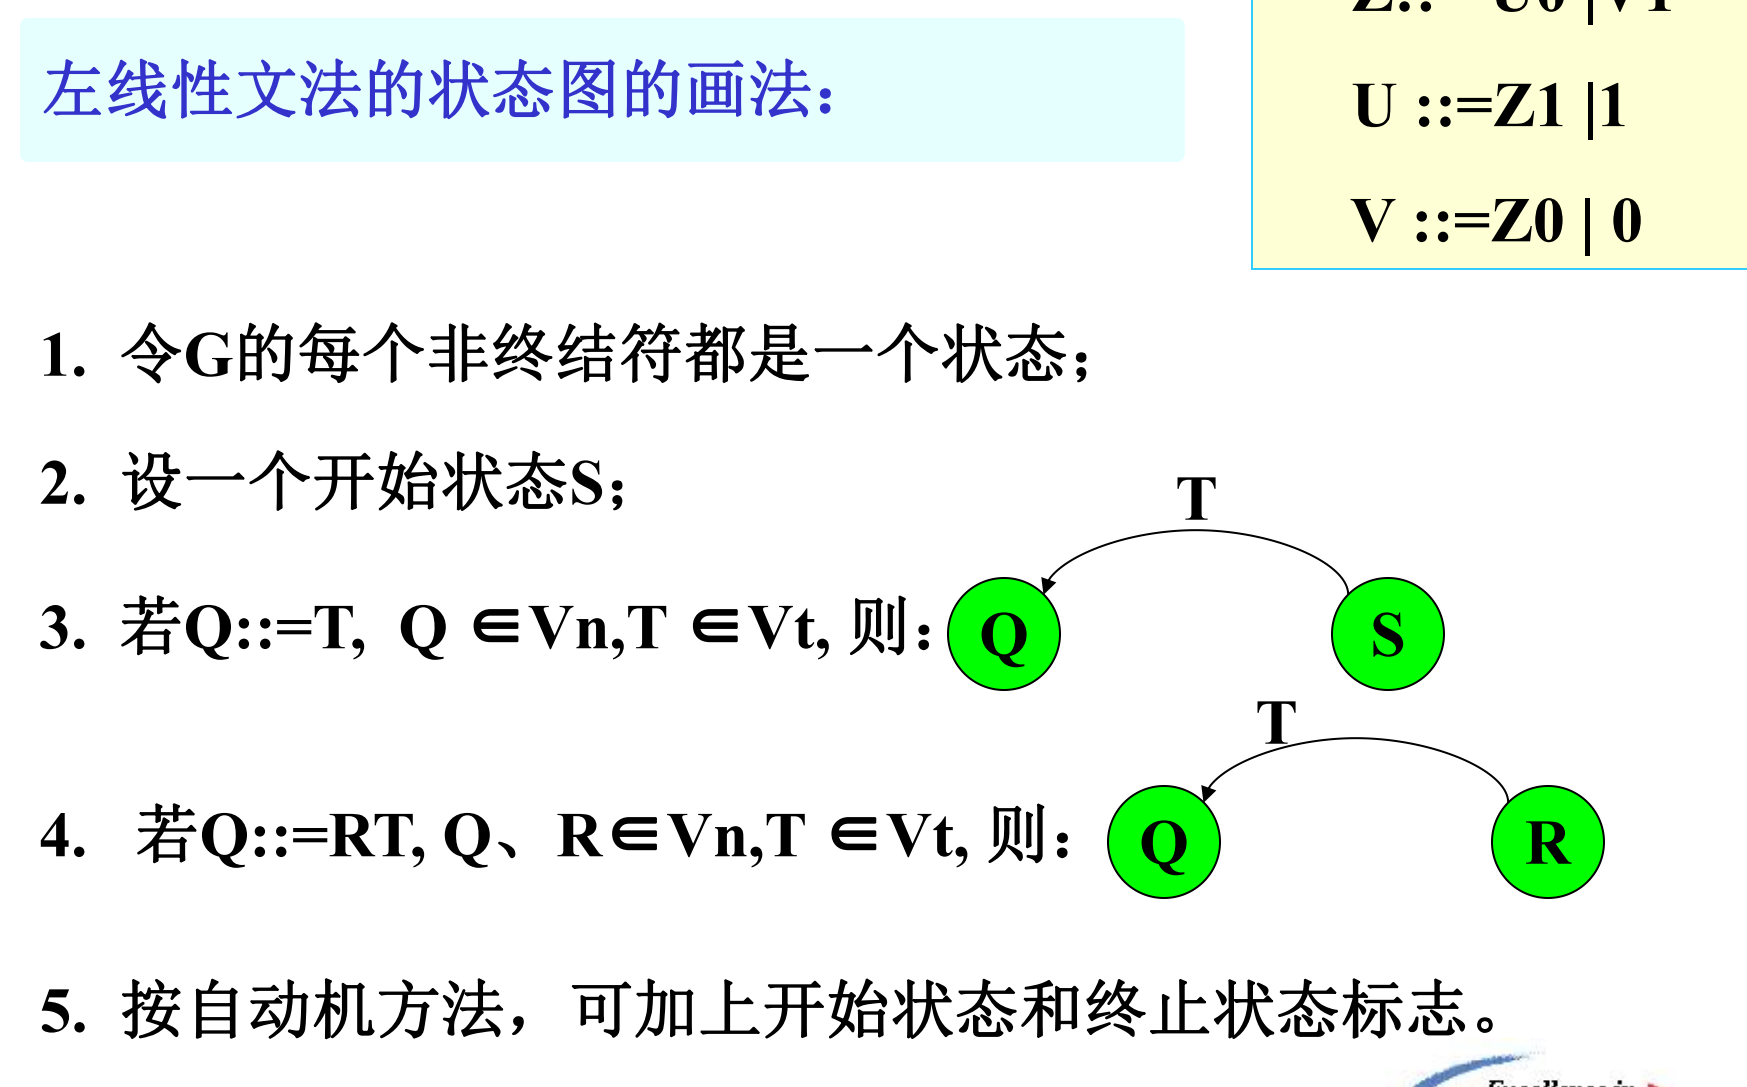 左线性文法的状态图的画法：
U ::=Z1 |1
V ::=Z0 | 0
1. 令G的每个非终结符都是一个状态；
2. 设一个开始状态S；
T
3. 若Q::=T, Q ∈Vn,T ∈Vt, 则：
Q
S
T
4. 若Q::=RT, Q、R∈Vn,T ∈Vt, 则：
Q
R
5. 按自动机方法，可加上开始状态和终止状态标志。